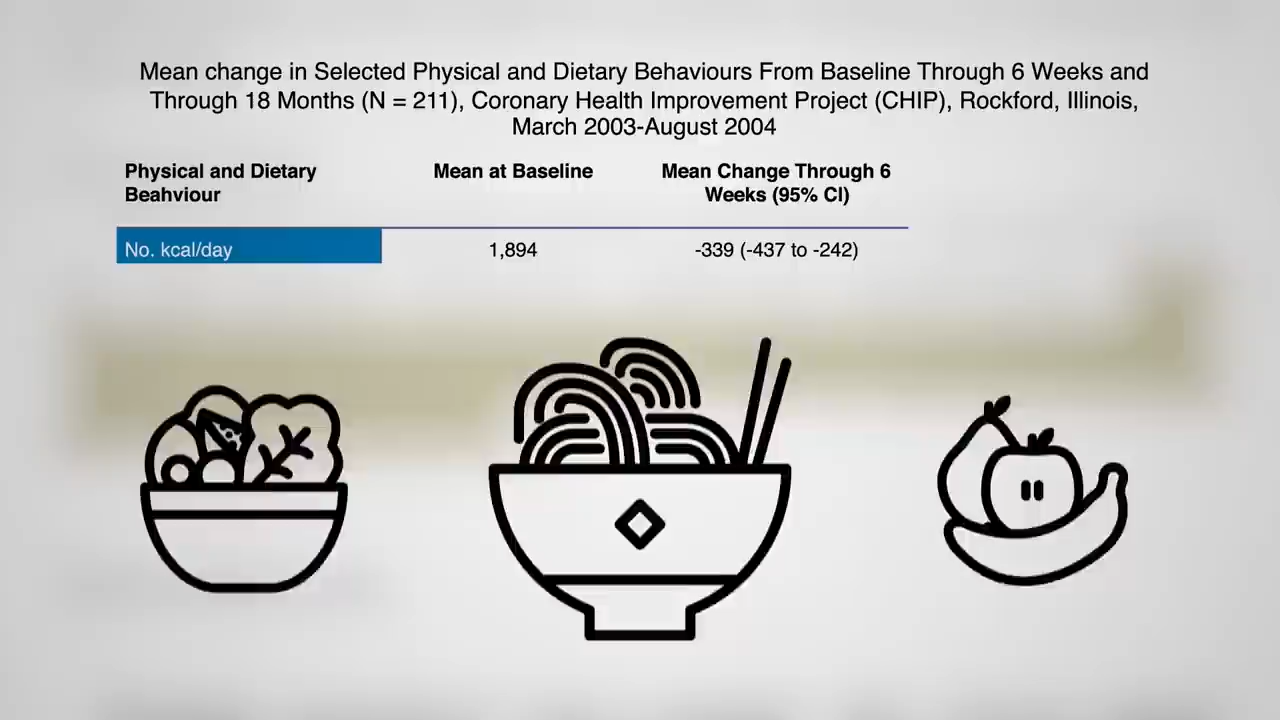 Mean change in Selected Physical and Dietary Behaviours From Baseline Through 6 Weeks and
Through 18 Months (N = 211), Coronary Health Improvement Project (CHIP), Rockford, Illinois,
March 2003-August 2004
Physical and Dietary Beahviour
Mean at Baseline
Mean Change Through 6
Weeks (95% CI)
No. kcal/day
1,894
-339 (-437 to -242)